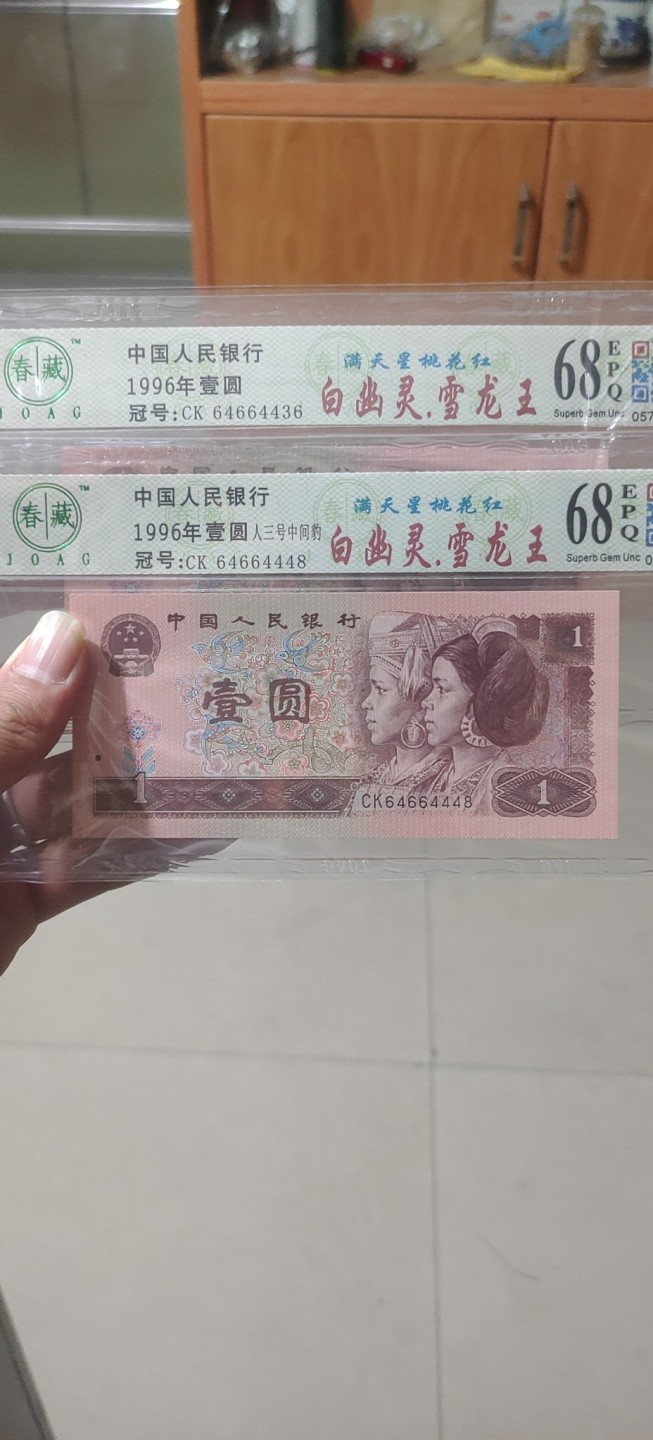 春 藏 TM
JOAG
中国人民银行
1996年壹圆
冠号:CK 64664436
满天星桃花红
白幽灵.雪龙王
68 EPQ
Superb Gem Unc 057
春 藏 TM
JOAG
中国人民银行
1996年壹圆 人三号中间豹
冠号:CK 64664448
满天星桃花红
白幽灵.雪龙王
68 EPQ
Superb Gem Unc 0
中国人民银行
1
壹圆
1
CK64664448
1